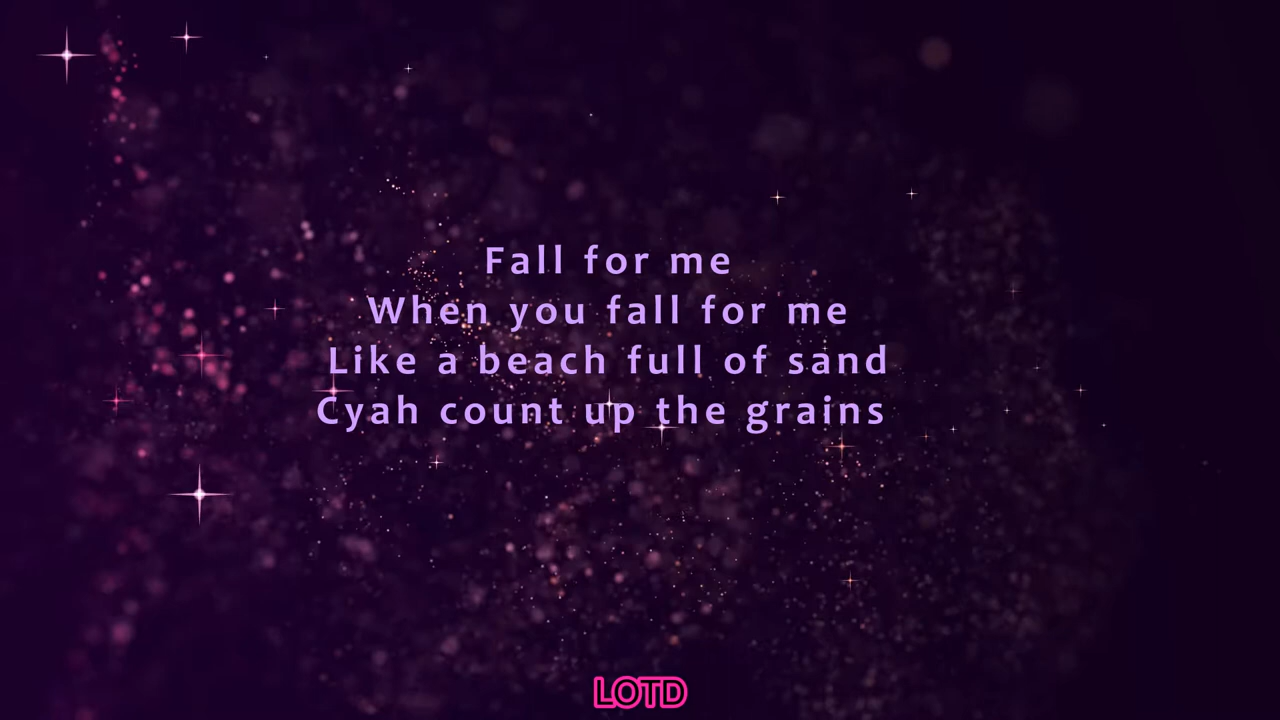 Fall for me
When you fall for me
Like a beach full of sand
Cyah count up the grains
LOTD